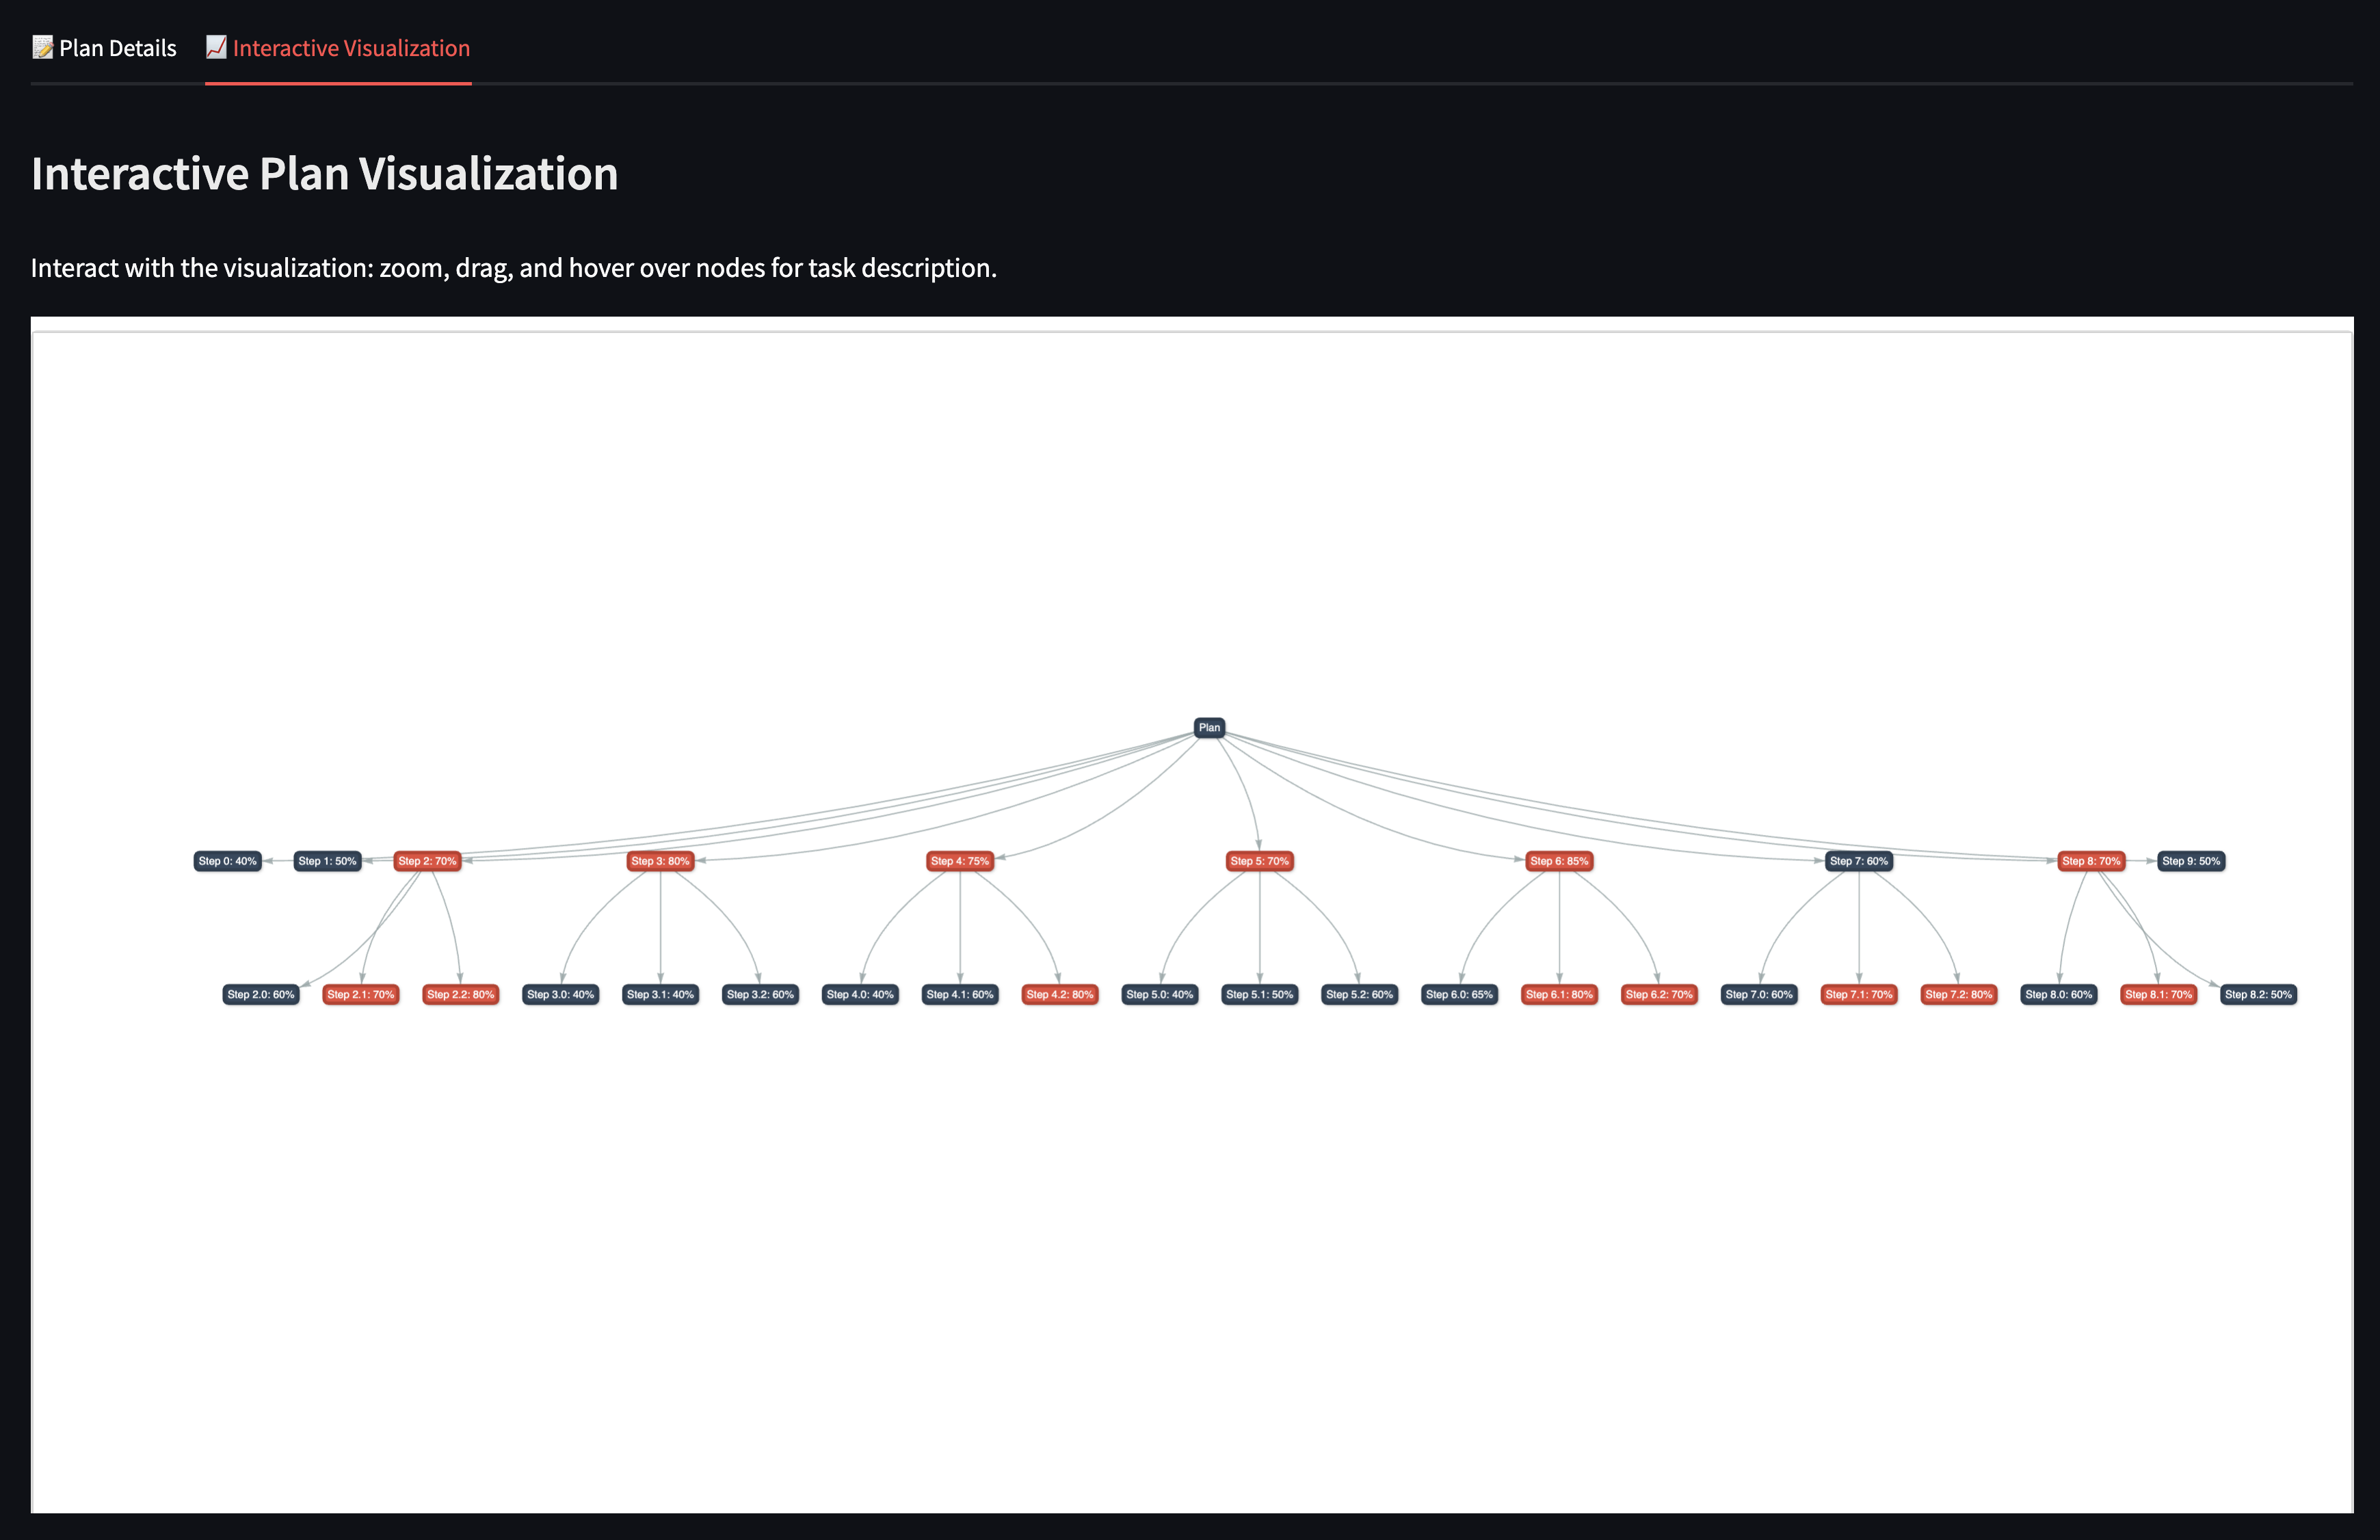 📝 Plan Details
📈 Interactive Visualization
Interactive Plan Visualization
Interact with the visualization: zoom, drag, and hover over nodes for task description.
Plan
Step 0: 40%
Step 1: 50%
Step 2: 70%
Step 3: 80%
Step 4: 75%
Step 5: 70%
Step 6: 85%
Step 7: 60%
Step 8: 70%
Step 9: 50%
Step 2.0: 60%
Step 2.1: 70%
Step 2.2: 80%
Step 3.0: 40%
Step 3.1: 40%
Step 3.2: 60%
Step 4.0: 40%
Step 4.1: 60%
Step 4.2: 80%
Step 5.0: 40%
Step 5.1: 50%
Step 5.2: 60%
Step 6.0: 65%
Step 6.1: 80%
Step 6.2: 70%
Step 7.0: 60%
Step 7.1: 70%
Step 7.2: 80%
Step 8.0: 60%
Step 8.1: 70%
Step 8.2: 50%